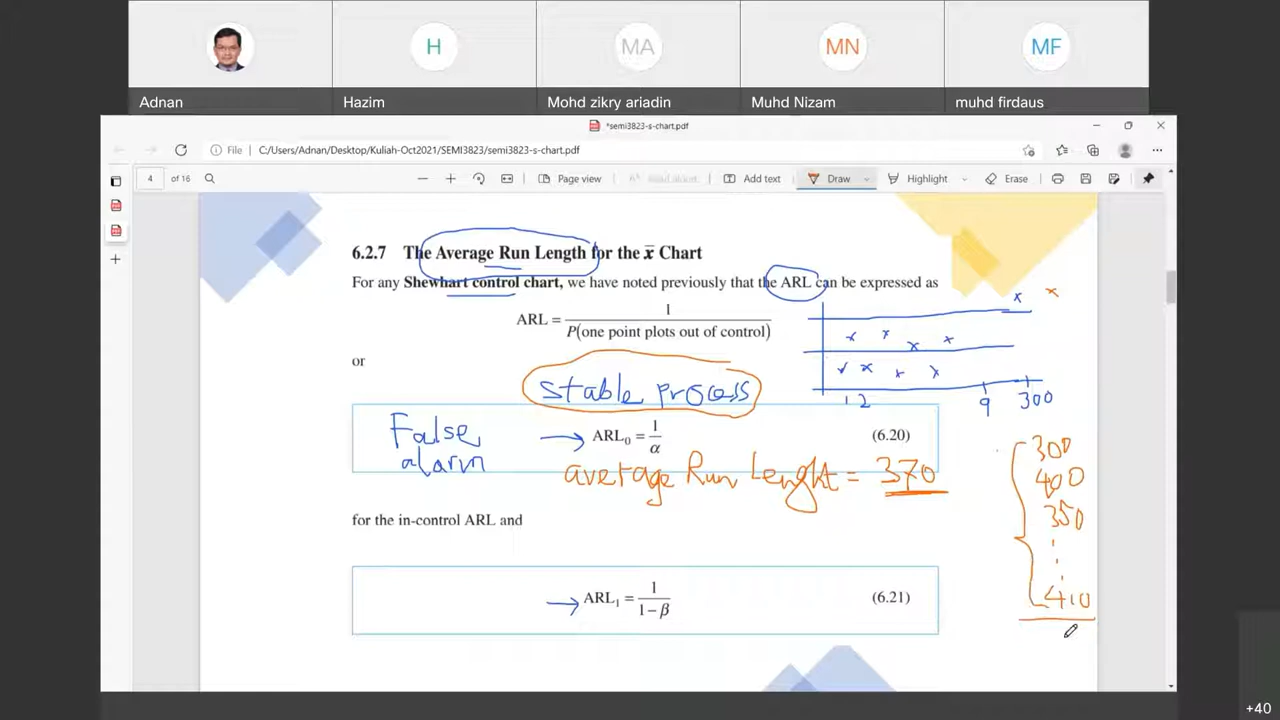 H
MA
MN
MF
Adnan
Hazim
Mohd zikry ariadin
Muhd Nizam
muhd firdaus
*semi3823-s-chart.pdf
File
C:/Users/Adnan/Desktop/Kuliah-Oct2021/SEMI3823/semi3823-s-chart.pdf
4 of 16
Page view
Read aloud
Add text
Draw
Highlight
Erase
6.2.7 The Average Run Length for the x̄ Chart
For any Shewhart control chart, we have noted previously that the ARL can be expressed as
ARL = 1 / P(one point plots out of control)
or
stable process
1 2 9 300
False
alarm
ARL₀ = 1/α (6.20)
average Run Lenght = 370
300
400
350
410
for the in-control ARL and
ARL₁ = 1/(1 − β) (6.21)
+40